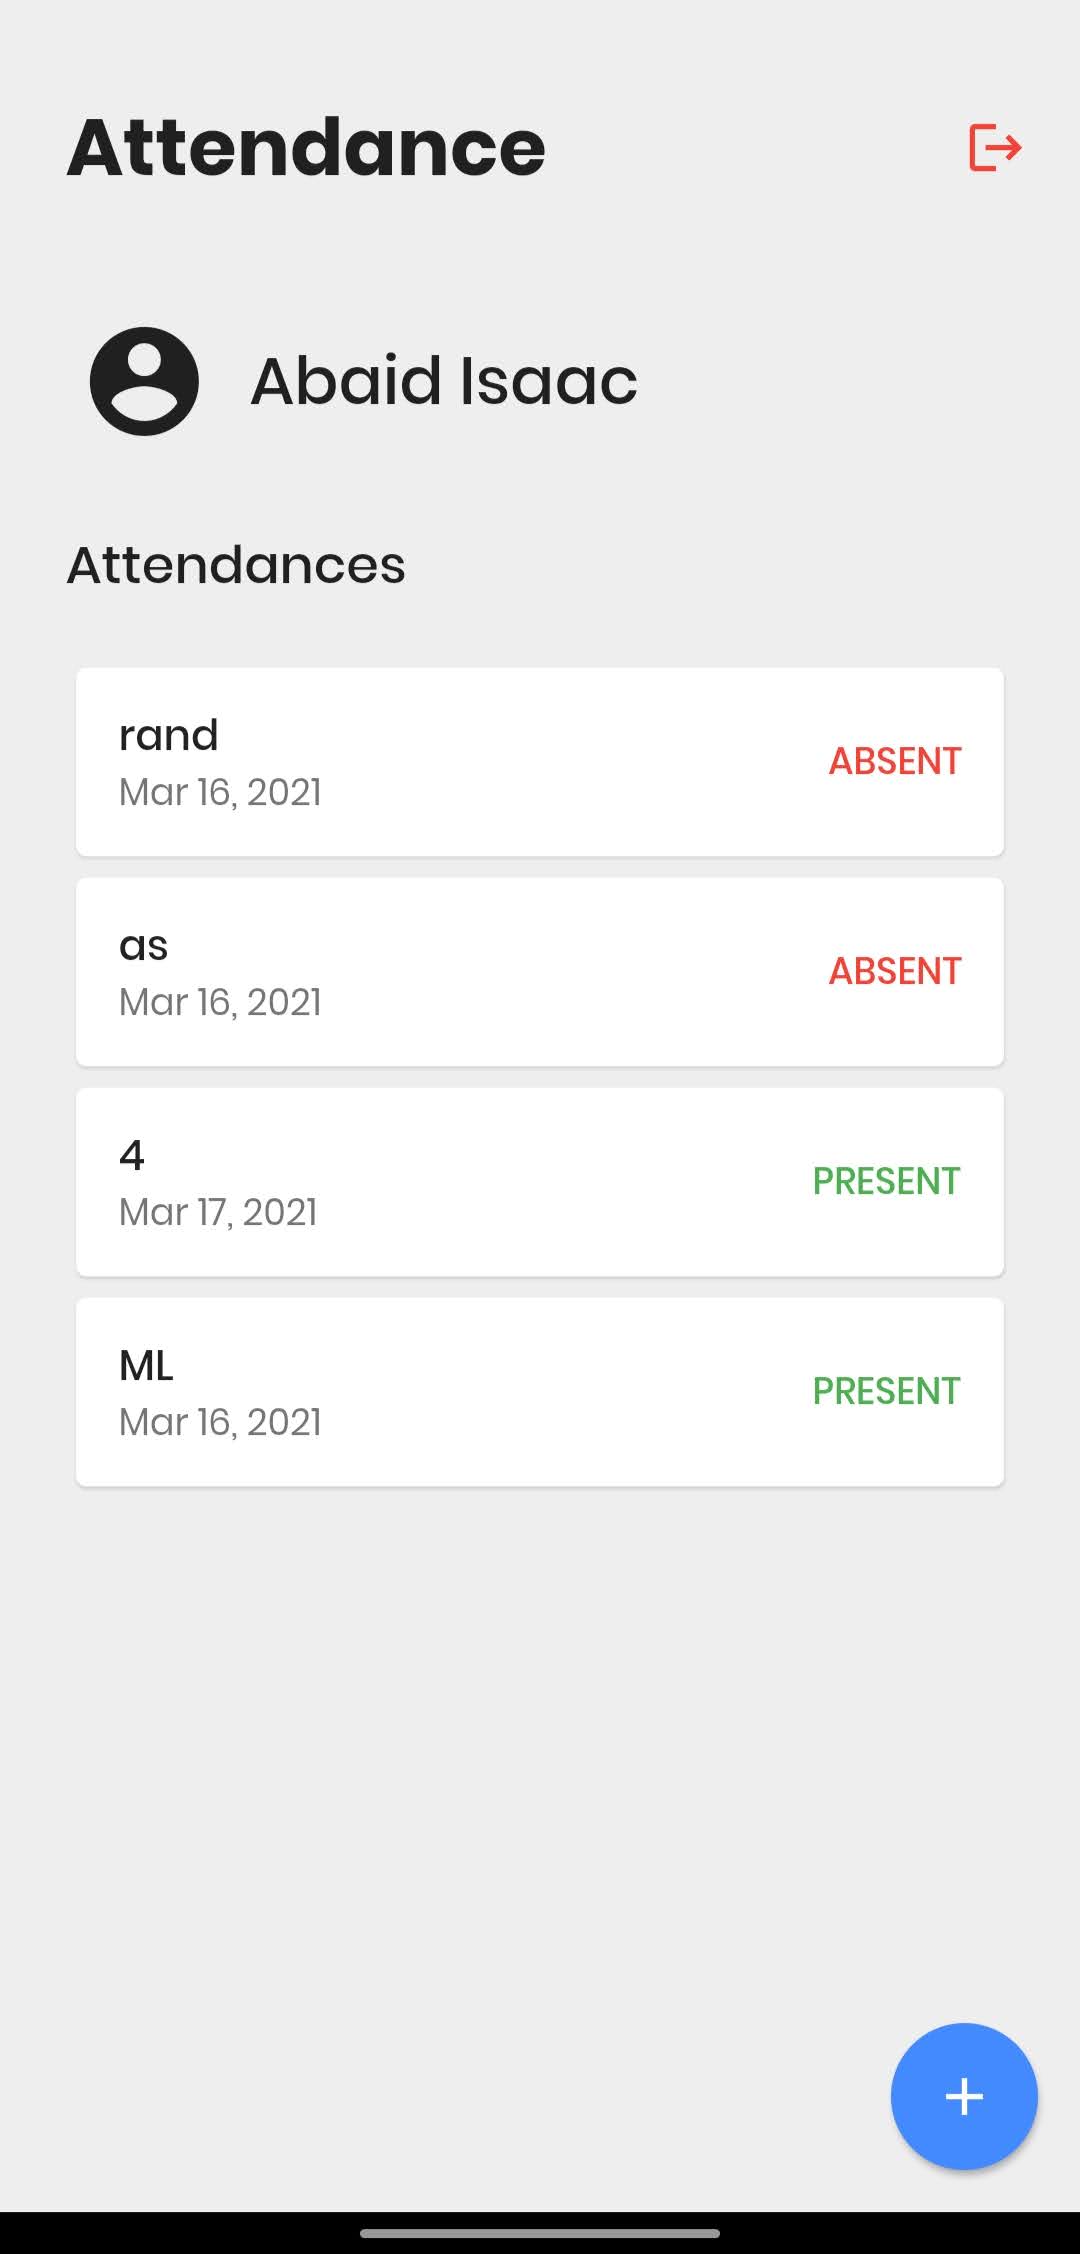 Attendance
Abaid Isaac
Attendances
rand
Mar 16, 2021
ABSENT
as
Mar 16, 2021
ABSENT
4
Mar 17, 2021
PRESENT
ML
Mar 16, 2021
PRESENT